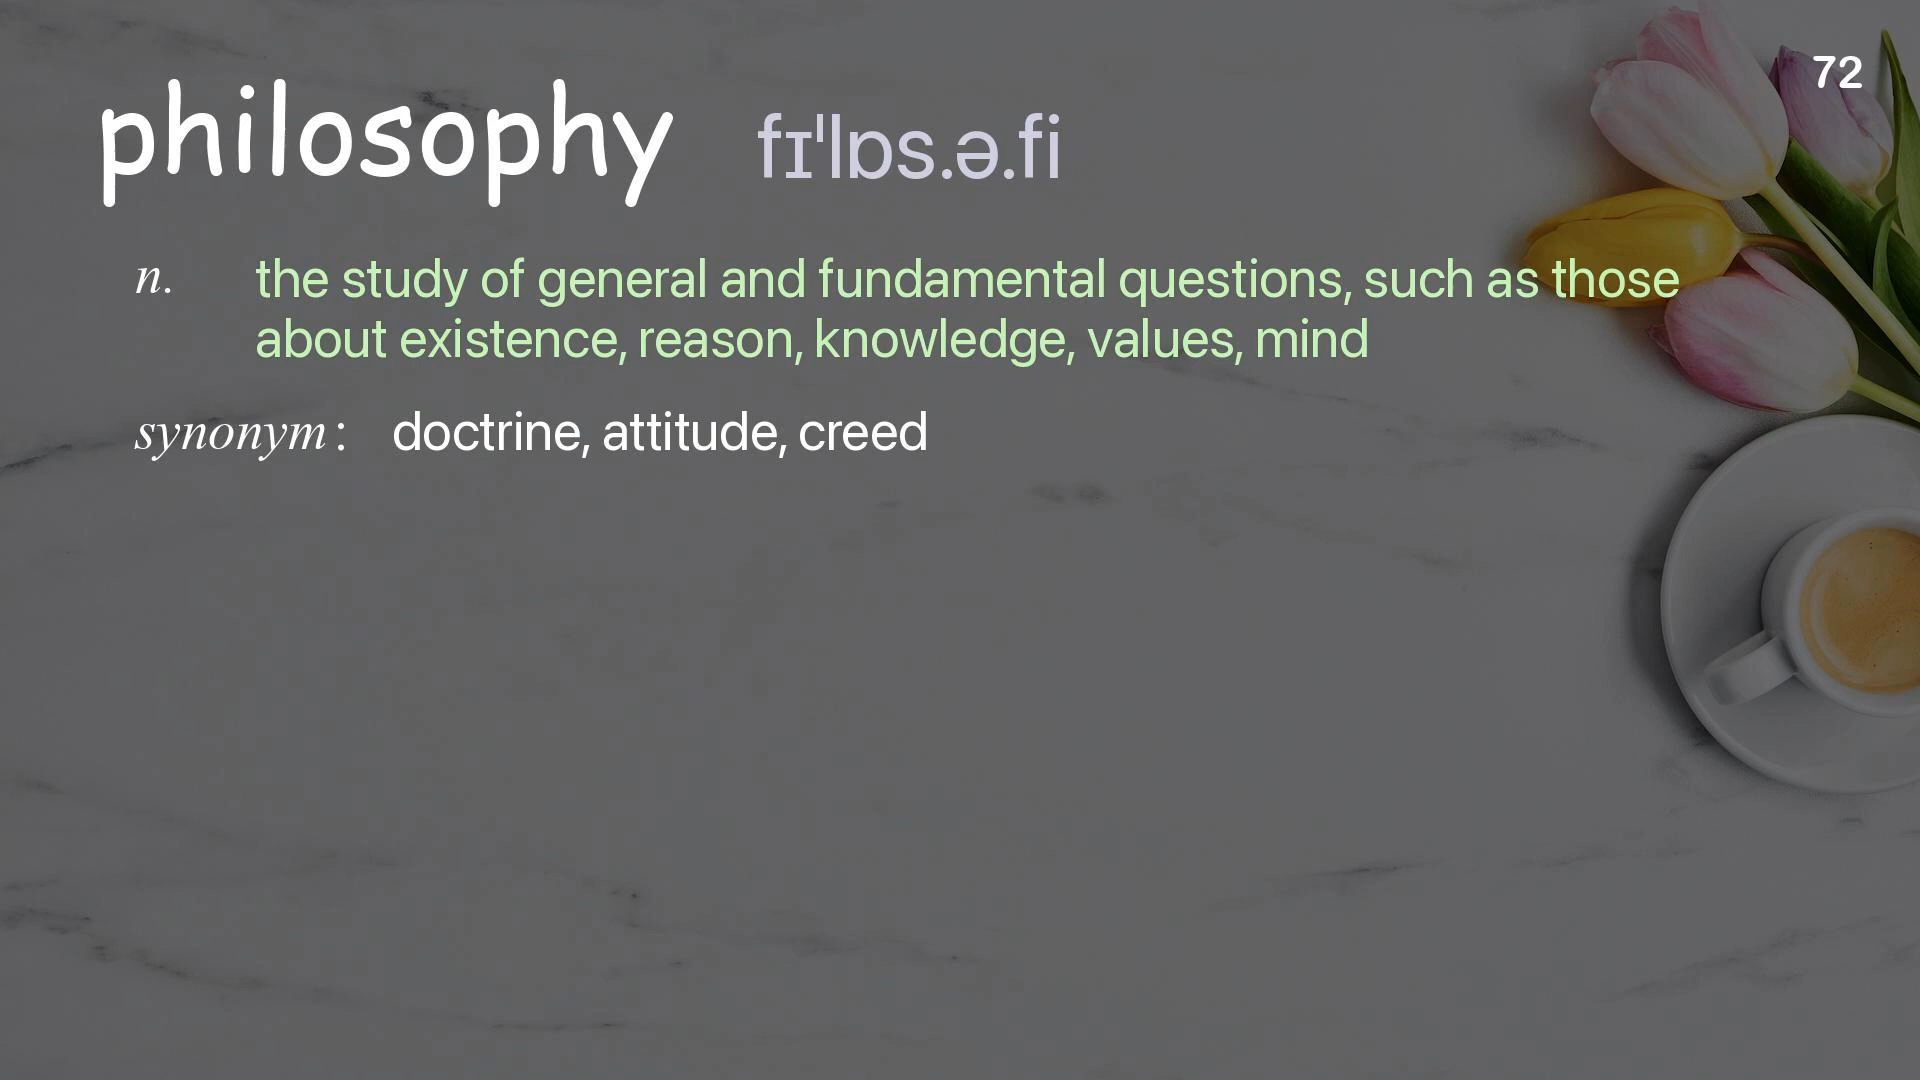 72
philosophy fɪˈlɒs.ə.fi
n. the study of general and fundamental questions, such as those
about existence, reason, knowledge, values, mind
synonym: doctrine, attitude, creed